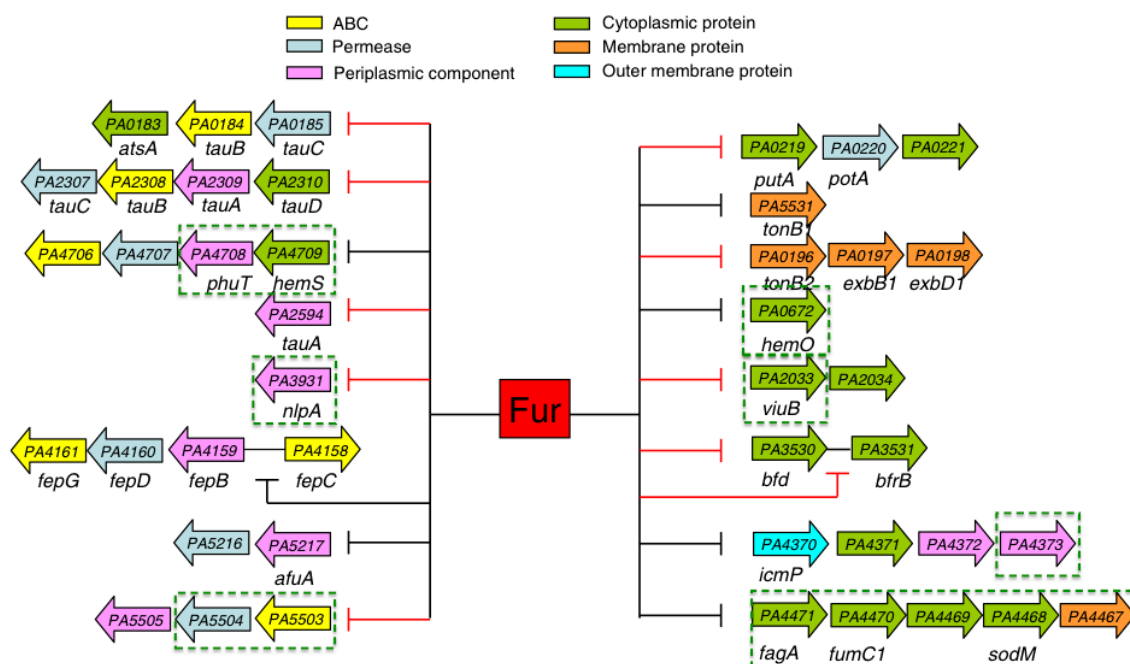 ABC
Permease
Periplasmic component
Cytoplasmic protein
Membrane protein
Outer membrane protein
PA0183 PA0184 PA0185
atsA tauB tauC
PA2307 PA2308 PA2309 PA2310
tauC tauB tauA tauD
PA4706 PA4707 PA4708 PA4709
phuT hemS
PA2594
tauA
PA3931
nlpA
PA4161 PA4160 PA4159 PA4158
fepG fepD fepB fepC
PA5216 PA5217
afuA
PA5505 PA5504 PA5503
Fur
PA0219 PA0220 PA0221
putA potA
PA5531
tonB
PA0196 PA0197 PA0198
tonB2 exbB1 exbD1
PA0672
hemO
PA2033 PA2034
viuB
PA3530 PA3531
bfd bfrB
PA4370 PA4371 PA4372 PA4373
icmP
PA4471 PA4470 PA4469 PA4468 PA4467
fagA fumC1 sodM